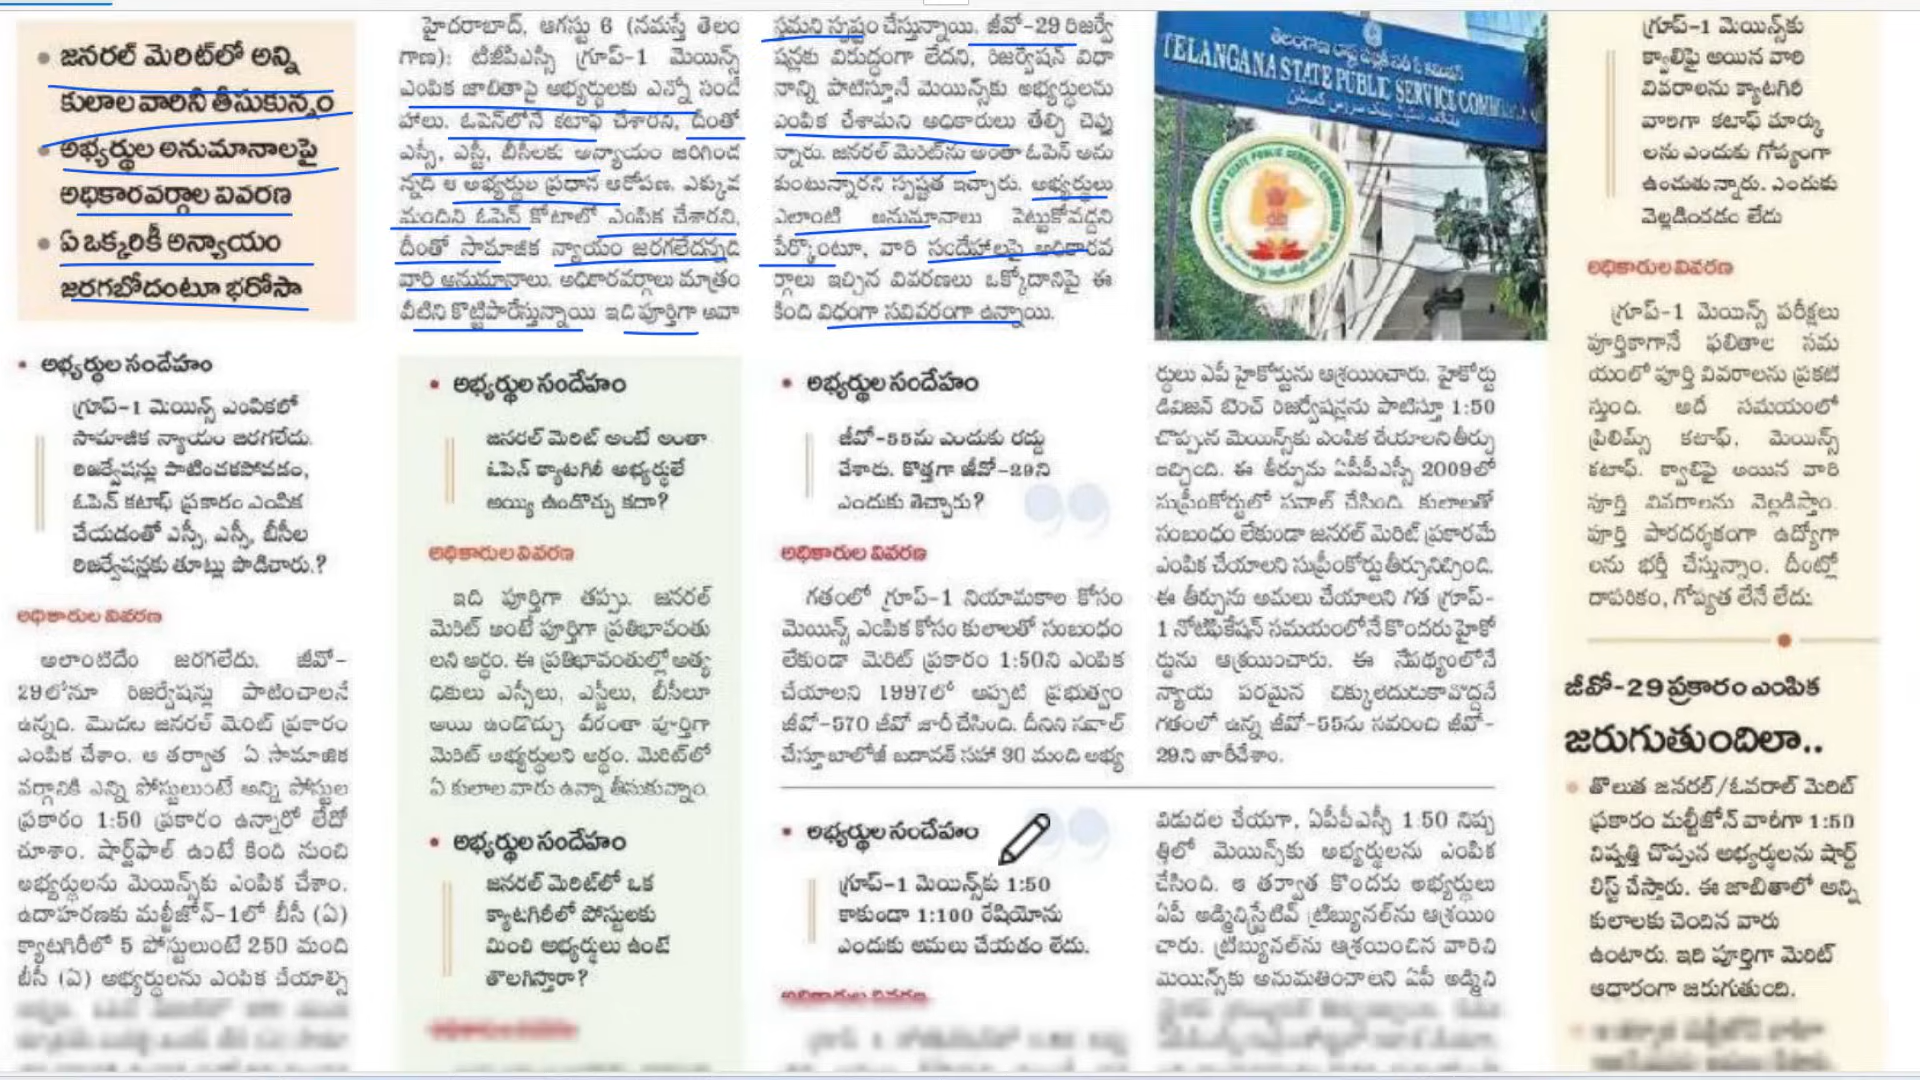 జనరల్ మెరిట్‌లో అన్ని
కులాల వారిని తీసుకున్నం
అభ్యర్థుల అనుమానాలపై
అధికారవర్గాల వివరణ
ఏ ఒక్కరికీ అన్యాయం
జరగబోదంటూ భరోసా
• అభ్యర్థుల సందేహం
గ్రూప్-1 మెయిన్స్ ఎంపికలో
సామాజిక న్యాయం జరగలేదు.
రిజర్వేషన్లు పాటించకపోవడం,
ఓపెన్ కటాఫ్ ప్రకారం ఎంపిక
చేయడంతో ఎస్సీ, ఎస్సీ, బీసీల
రిజర్వేషన్లకు తూట్లు పొడిచారు.?
అధికారుల వివరణ
అలాంటిదేం జరగలేదు. జీవో-
29లోనూ రిజర్వేషన్లు పాటించాలనే
ఉన్నది. మొదట జనరల్ మెరిట్ ప్రకారం
ఎంపిక చేశాం. ఆ తర్వాత ఏ సామాజిక
వర్గానికి ఎన్ని పోస్టులుంటే అన్ని పోస్టుల
ప్రకారం 1:50 ప్రకారం ఉన్నారో లేదో
చూశాం. షార్ట్‌ఫాల్ ఉంటే కింది నుంచి
అభ్యర్థులను మెయిన్స్‌కు ఎంపిక చేశాం.
ఉదాహరణకు మల్టీజోన్-1లో బీసీ (ఏ)
క్యాటగిరీలో 5 పోస్టులుంటే 250 మంది
బీసీ (ఏ) అభ్యర్థులను ఎంపిక చేయాల్సి
హైదరాబాద్, ఆగస్టు 6 (నమస్తే తెలం
గాణ): టీజీపీఎస్సీ గ్రూప్-1 మెయిన్స్
ఎంపిక జాబితాపై అభ్యర్థులకు ఎన్నో సందే
హాలు. ఓపెన్‌లోనే కటాఫ్ చేశారని, దీంతో
ఎస్సీ, ఎస్టీ, బీసీలకు అన్యాయం జరిగింద
న్నది ఆ అభ్యర్థుల ప్రధాన ఆరోపణ. ఎక్కువ
మందిని ఓపెన్ కోటాలో ఎంపిక చేశారని,
దీంతో సామాజిక న్యాయం జరగలేదన్నది
వారి అనుమానాలు. అధికారవర్గాలు మాత్రం
వీటిని కొట్టిపారేస్తున్నాయి ఇది పూర్తిగా అవా
• అభ్యర్థుల సందేహం
జనరల్ మెరిట్ అంటే అంతా
ఓపెన్ క్యాటగిరీ అభ్యర్థులే
అయ్యి ఉండొచ్చు కదా?
అధికారుల వివరణ
ఇది పూర్తిగా తప్పు. జనరల్
మెరిట్ అంటే పూర్తిగా ప్రతిభావంతు
లని అర్థం. ఈ ప్రతిభావంతుల్లో అత్య
ధికులు ఎస్సీలు, ఎస్టీలు, బీసీలూ
అయి ఉండొచ్చు వీరంతా పూర్తిగా
మెరిట్ అభ్యర్థులని అర్థం. మెరిట్‌లో
ఏ కులాల వారు ఉన్నా తీసుకున్నాం.
• అభ్యర్థుల సందేహం
జనరల్ మెరిట్‌లో ఒక
క్యాటగిరీలో పోస్టులకు
మించి అభ్యర్థులు ఉంటే
తొలగిస్తారా?
స్తమని స్పష్టం చేస్తున్నాయి. జీవో-29 రిజర్వే
షన్లకు విరుద్ధంగా లేదని, రిజర్వేషన్ విధా
నాన్ని పాటిస్తూనే మెయిన్స్‌కు అభ్యర్థులను
ఎంపిక చేశామని అధికారులు తేల్చి చెప్తు
న్నారు. జనరల్ మెరిట్‌ను అంతా ఓపెన్ అను
కుంటున్నారని స్పష్టత ఇచ్చారు. అభ్యర్థులు
ఎలాంటి అనుమానాలు పెట్టుకోవద్దని
పేర్కొంటూ, వారి సందేహాలపై అధికారవ
ర్గాలు ఇచ్చిన వివరణలు ఒక్కోదానిపై ఈ
కింది విధంగా సవివరంగా ఉన్నాయి.
• అభ్యర్థుల సందేహం
జీవో-55ను ఎందుకు రద్దు
చేశారు. కొత్తగా జీవో-29ని
ఎందుకు తెచ్చారు?
అధికారుల వివరణ
గతంలో గ్రూప్-1 నియామకాల కోసం
మెయిన్స్ ఎంపిక కోసం కులాలతో సంబంధం
లేకుండా మెరిట్ ప్రకారం 1:50ని ఎంపిక
చేయాలని 1997లో అప్పటి ప్రభుత్వం
జీవో-570 జీవో జారీ చేసింది. దీనిని సవాల్
చేస్తూ బాలోజీ బదావత్ సహా 30 మంది అభ్య
• అభ్యర్థుల సందేహం
గ్రూప్-1 మెయిన్స్‌కు 1:50
కాకుండా 1:100 రేషియోను
ఎందుకు అమలు చేయడం లేదు.
అధికారుల వివరణ
తెలంగాణ రాష్ట్ర
TELANGANA STATE PUBLIC SERVICE COMM
ర్థులు ఎపీ హైకోర్టును ఆశ్రయించారు. హైకోర్టు
డివిజన్ బెంచ్ రిజర్వేషన్లను పాటిస్తూ 1:50
చొప్పున మెయిన్స్‌కు ఎంపిక చేయాలని తీర్పు
ఇచ్చింది. ఈ తీర్పును ఏపీపీఎస్సీ 2009లో
సుప్రీంకోర్టులో సవాల్ చేసింది. కులాలతో
సంబంధం లేకుండా జనరల్ మెరిట్ ప్రకారమే
ఎంపిక చేయాలని సుప్రీంకోర్టు తీర్పునిచ్చింది.
ఈ తీర్పును అమలు చేయాలని గత గ్రూప్-
1 నోటిఫికేషన్ సమయంలోనే కొందరు హైకో
ర్టును ఆశ్రయించారు. ఈ నేపథ్యంలోనే
న్యాయ పరమైన చిక్కులెదురుకావొద్దనే
గతంలో ఉన్న జీవో-55ను సవరించి జీవో-
29ని జారీచేశాం.
విడుదల చేయగా, ఏపీపీఎస్సీ 1:50 నిష్ప
త్తిలో మెయిన్స్‌కు అభ్యర్థులను ఎంపిక
చేసింది. ఆ తర్వాత కొందరు అభ్యర్థులు
ఏపీ అడ్మినిస్ట్రేటివ్ ట్రిబ్యునల్‌ను ఆశ్రయిం
చారు. ట్రిబ్యునల్‌ను ఆశ్రయించిన వారిని
మెయిన్స్‌కు అనుమతించాలని ఏపీ అడ్మిని
గ్రూప్-1 మెయిన్స్‌కు
క్వాలిఫై అయిన వారి
వివరాలను క్యాటగిరీ
వారీగా కటాఫ్ మార్కు
లను ఎందుకు గోప్యంగా
ఉంచుతున్నారు. ఎందుకు
వెల్లడించడం లేదు
అధికారుల వివరణ
గ్రూప్-1 మెయిన్స్ పరీక్షలు
పూర్తికాగానే ఫలితాల సమ
యంలో పూర్తి వివరాలను ప్రకటి
స్తుంది. అదే సమయంలో
ప్రిలిమ్స్ కటాఫ్, మెయిన్స్
కటాఫ్. క్వాలిఫై అయిన వారి
పూర్తి వివరాలను వెల్లడిస్తాం.
పూర్తి పారదర్శకంగా ఉద్యోగా
లను భర్తీ చేస్తున్నాం. దీంట్లో
దాపరికం, గోప్యత లేనే లేదు.
జీవో-29 ప్రకారం ఎంపిక
జరుగుతుందిలా..
తొలుత జనరల్/ఓవరాల్ మెరిట్
ప్రకారం మల్టీజోన్ వారీగా 1:50
నిష్పత్తి చొప్పున అభ్యర్థులను షార్ట్
లిస్ట్ చేస్తారు. ఈ జాబితాలో అన్ని
కులాలకు చెందిన వారు
ఉంటారు. ఇది పూర్తిగా మెరిట్
ఆధారంగా జరుగుతుంది.